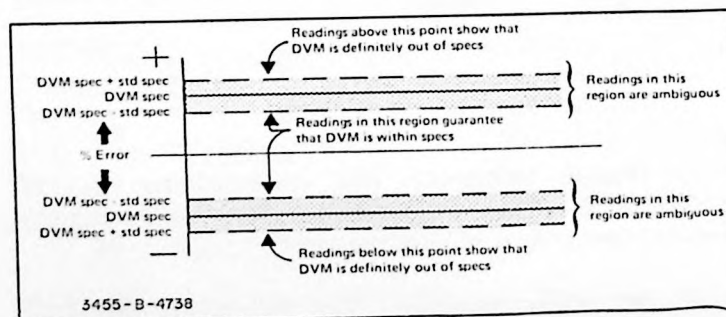 Readings above this point show that
DVM is definitely out of specs
+
DVM spec + std spec
DVM spec
DVM spec - std spec
Readings in this
region are ambiguous
Readings in this region guarantee
that DVM is within specs
% Error
DVM spec - std spec
DVM spec
DVM spec + std spec
Readings in this
region are ambiguous
—
Readings below this point show that
DVM is definitely out of specs
3455-B-4738